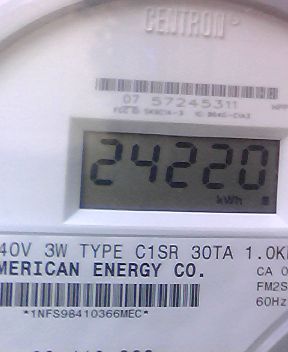 CENTRON
07 57245311
24220
kWh
40V 3W TYPE C1SR 30TA 1.0K
MERICAN ENERGY CO.
CA 0
FM2S
60Hz
*1NFS98410366MEC*